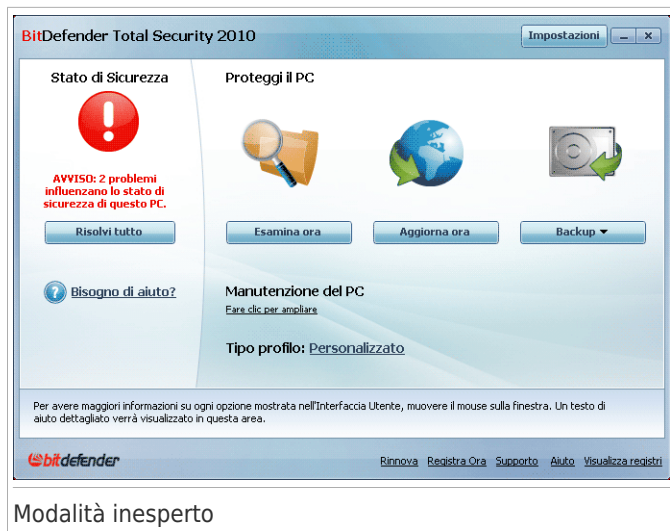 BitDefender Total Security 2010
Impostazioni
Stato di Sicurezza
AVVISO: 2 problemi
influenzano lo stato di
sicurezza di questo PC.
Risolvi tutto
Bisogno di aiuto?
Proteggi il PC
Esamina ora
Aggiorna ora
Backup
Manutenzione del PC
Fare clic per ampliare
Tipo profilo: Personalizzato
Per avere maggiori informazioni su ogni opzione mostrata nell'Interfaccia Utente, muovere il mouse sulla finestra. Un testo di
aiuto dettagliato verrà visualizzato in questa area.
bitdefender
Rinnova Registra Ora Supporto Aiuto Visualizza registri
Modalità inesperto